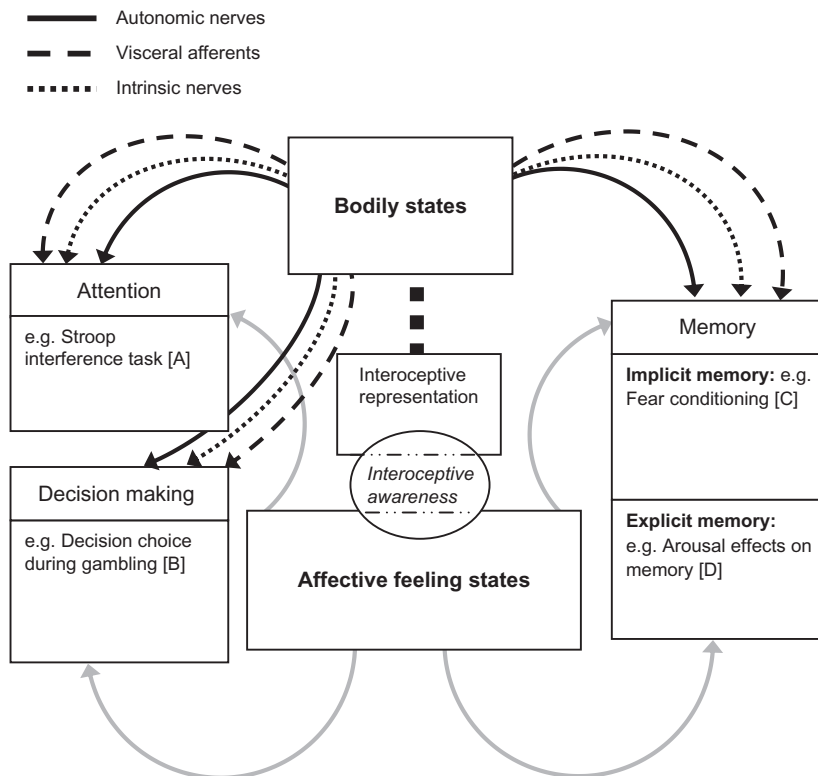 Autonomic nerves
Visceral afferents
Intrinsic nerves
Bodily states
Attention
e.g. Stroop
interference task [A]
Decision making
e.g. Decision choice
during gambling [B]
Interoceptive
representation
Interoceptive
awareness
Affective feeling states
Memory
Implicit memory: e.g.
Fear conditioning [C]
Explicit memory:
e.g. Arousal effects on
memory [D]